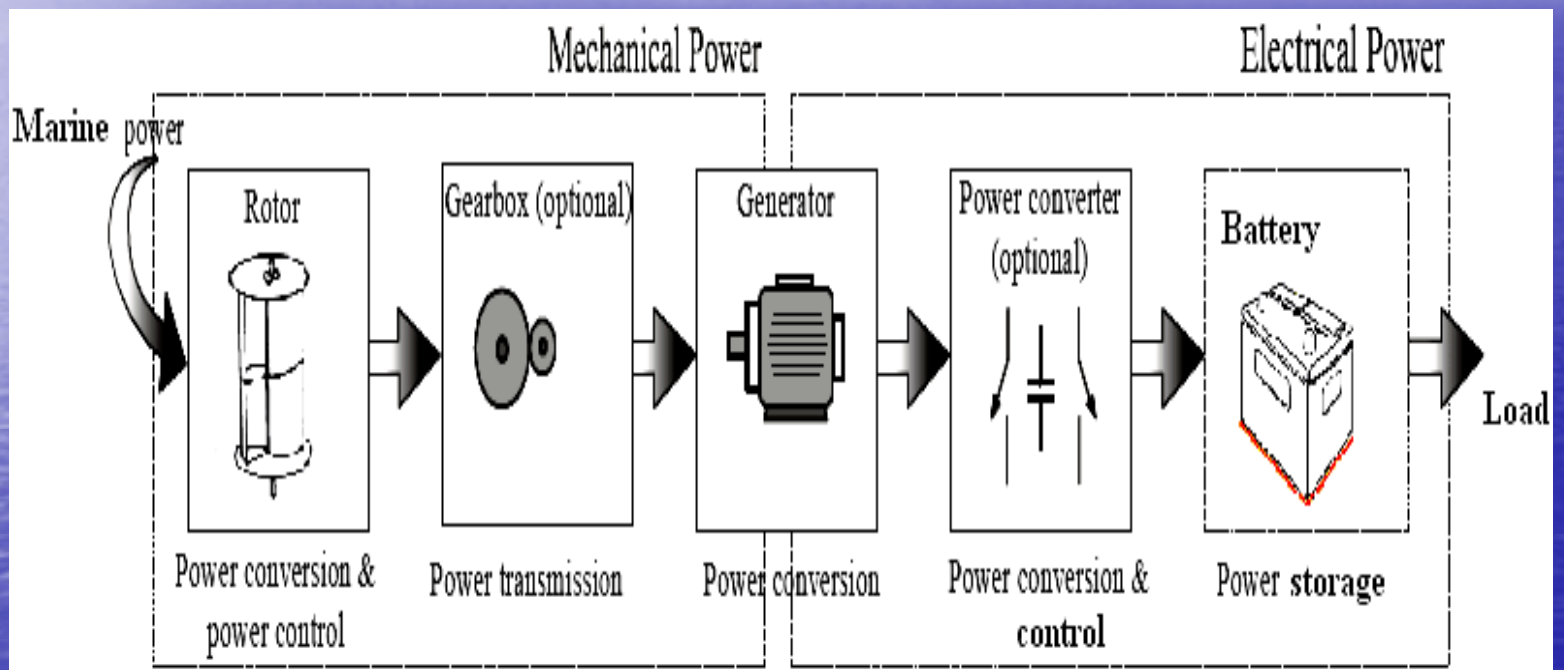 Mechanical Power
Electrical Power
Marine power
Rotor
Gearbox (optional)
Generator
Power converter
(optional)
Battery
Load
Power conversion &
power control
Power transmission
Power conversion
Power conversion &
control
Power storage